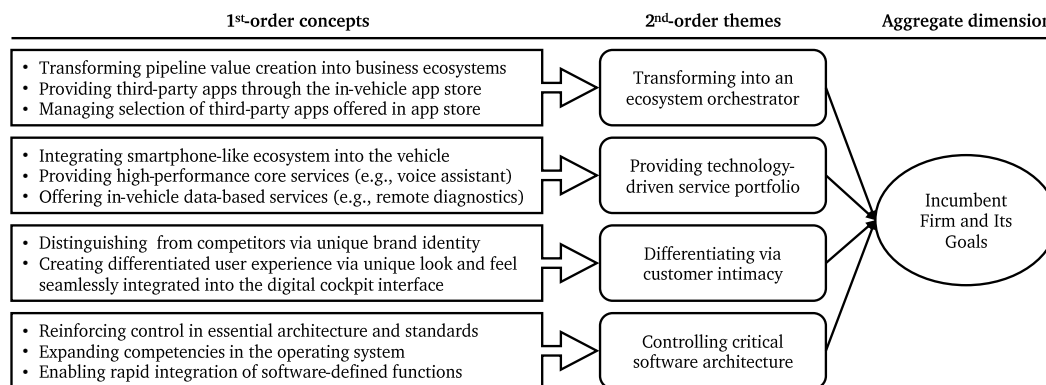 1st-order concepts
2nd-order themes
Aggregate dimension
• Transforming pipeline value creation into business ecosystems
• Providing third-party apps through the in-vehicle app store
• Managing selection of third-party apps offered in app store
Transforming into an
ecosystem orchestrator
• Integrating smartphone-like ecosystem into the vehicle
• Providing high-performance core services (e.g., voice assistant)
• Offering in-vehicle data-based services (e.g., remote diagnostics)
Providing technology-
driven service portfolio
• Distinguishing from competitors via unique brand identity
• Creating differentiated user experience via unique look and feel
seamlessly integrated into the digital cockpit interface
Differentiating via
customer intimacy
• Reinforcing control in essential architecture and standards
• Expanding competencies in the operating system
• Enabling rapid integration of software-defined functions
Controlling critical
software architecture
Incumbent
Firm and Its
Goals